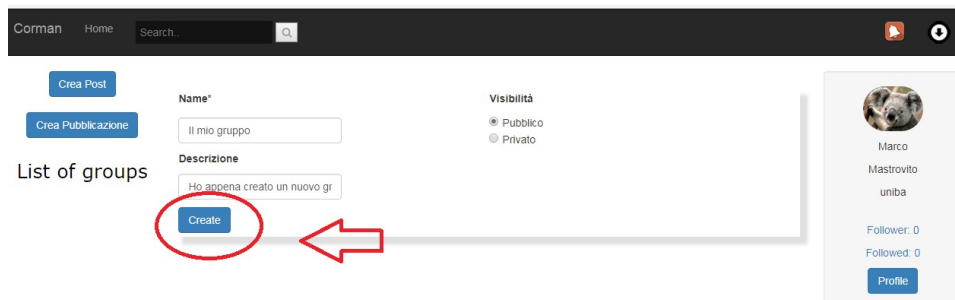 Corman Home Search..
Crea Post
Crea Pubblicazione
List of groups
Name*
Il mio gruppo
Descrizione
Ho appena creato un nuovo gr
Create
Visibilità
Pubblico
Privato
Marco
Mastrovito
uniba
Follower: 0
Followed: 0
Profile